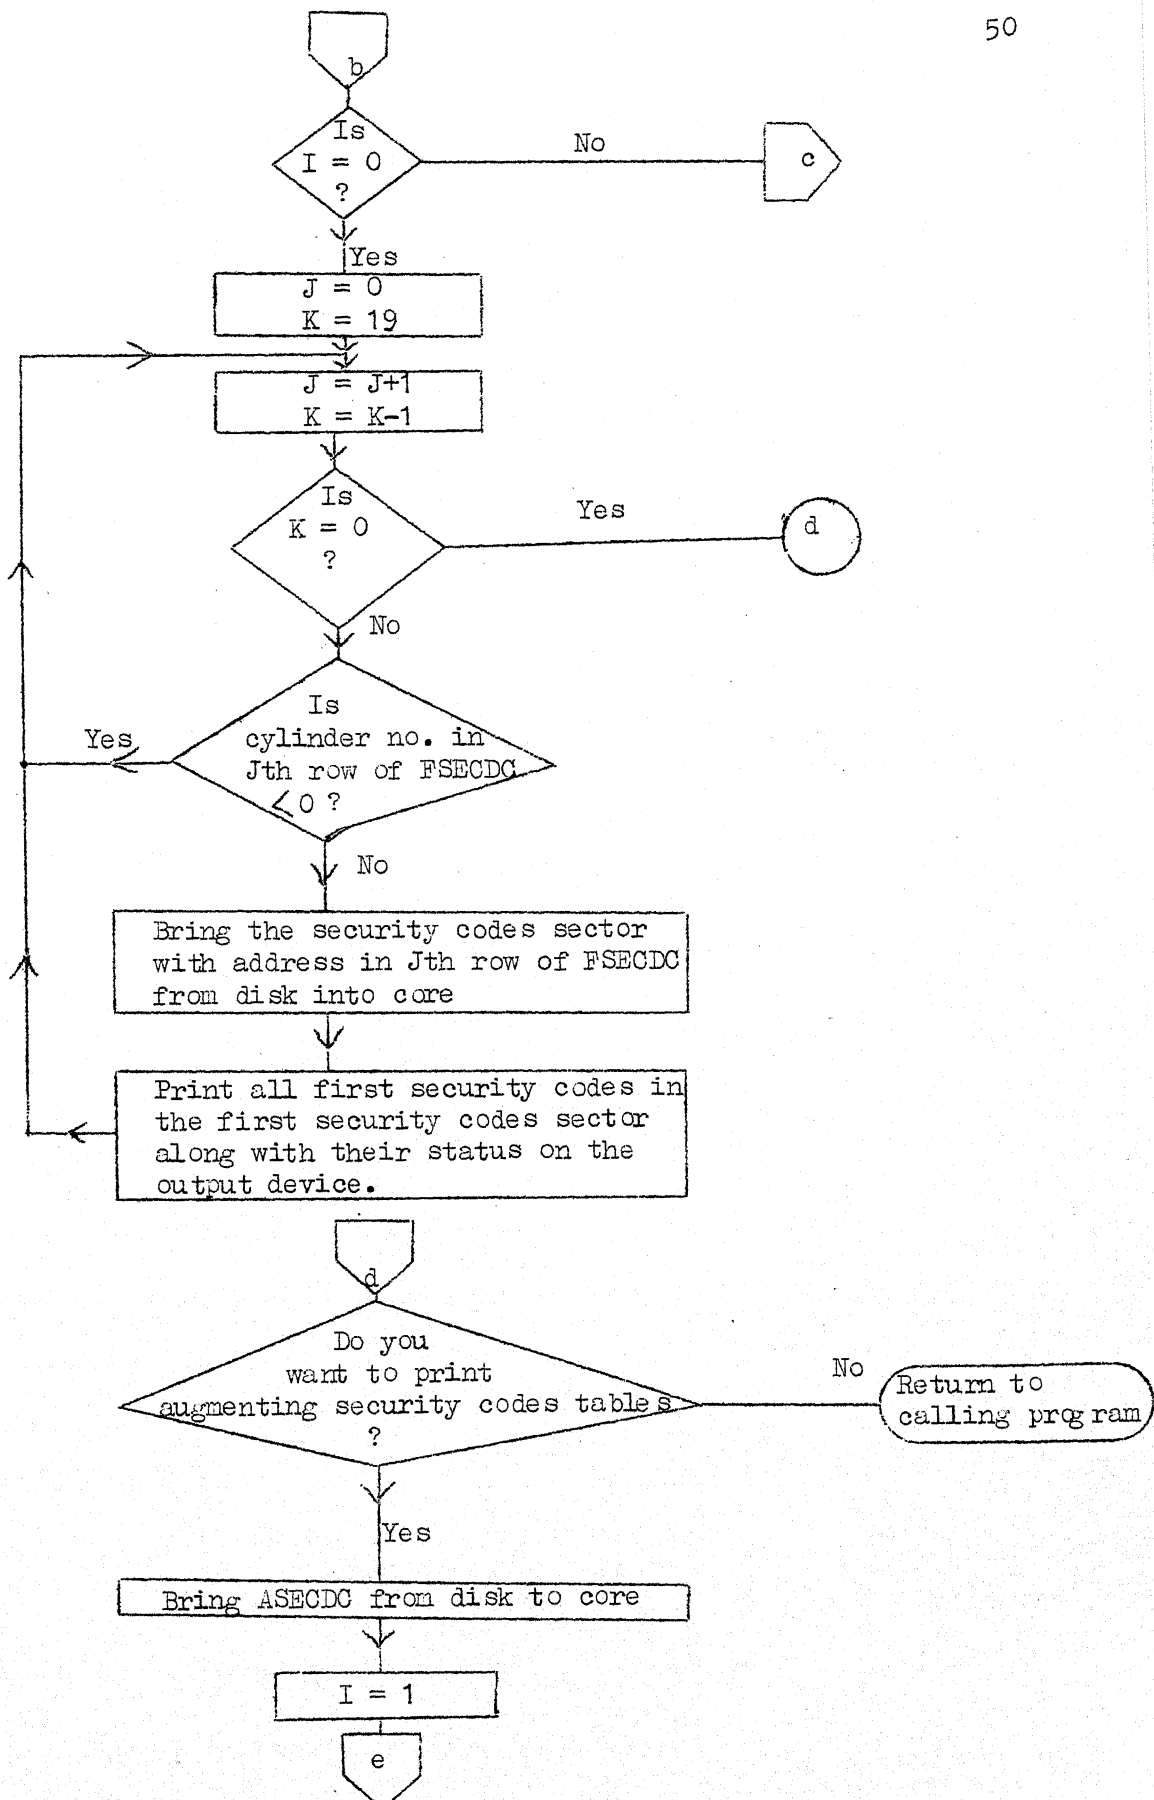 50
b
Is
I = 0
?
No
c
Yes
J = 0
K = 19
J = J+1
K = K-1
Is
K = 0
?
Yes
d
No
Is
cylinder no. in
Jth row of FSECDC
<0 ?
Yes
No
Bring the security codes sector
with address in Jth row of FSECDC
from disk into core
Print all first security codes in
the first security codes sector
along with their status on the
output device.
d
Do you
want to print
augmenting security codes tables
?
No
Return to
calling program
Yes
Bring ASECDC from disk to core
I = 1
e